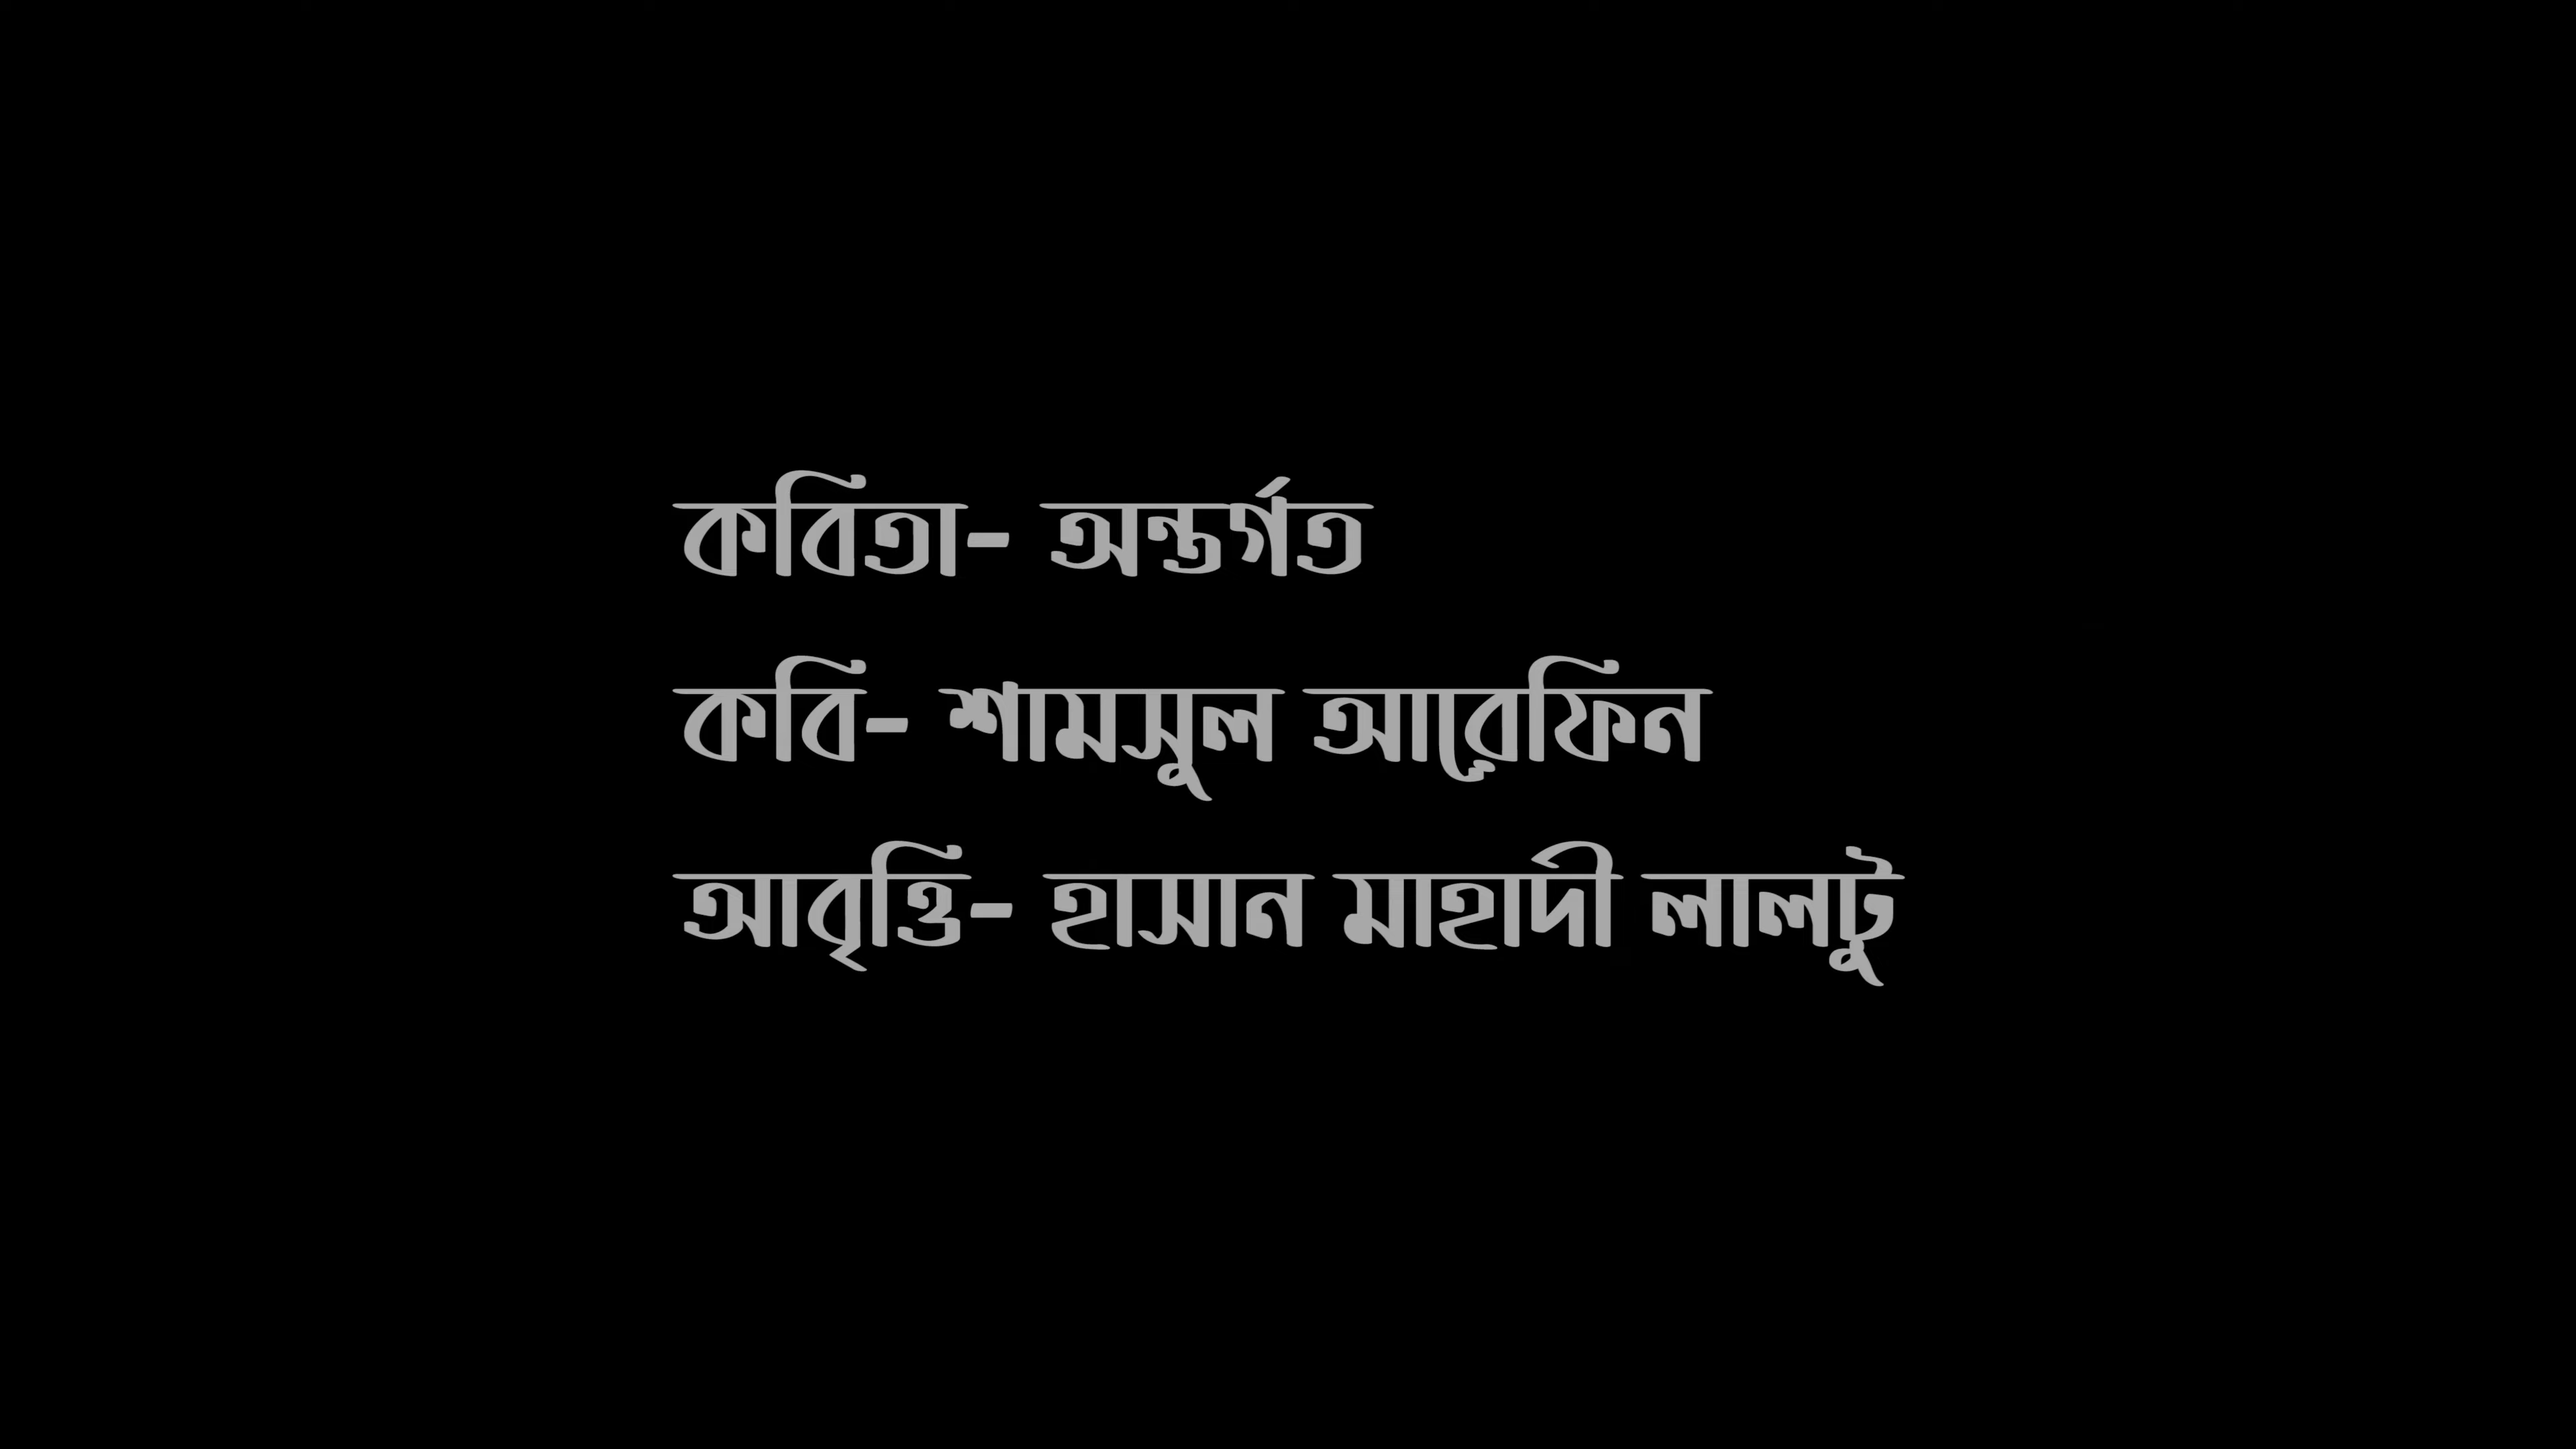 কবিতা- অন্তর্গত
কবি- শামসুল আরেফিন
আবৃত্তি- হাসান মাহাদী লালটু